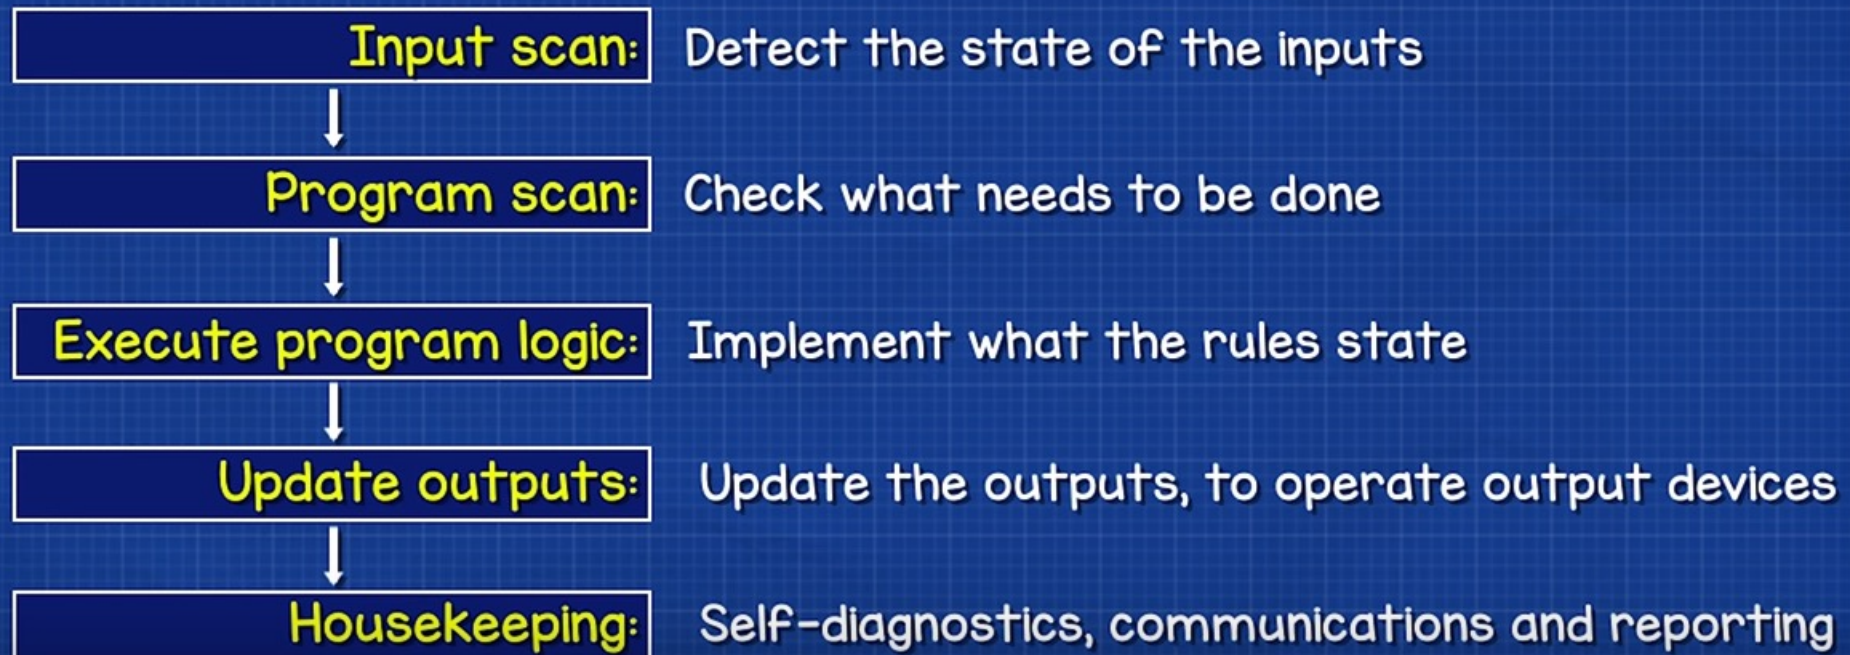 Input scan: Detect the state of the inputs
Program scan: Check what needs to be done
Execute program logic: Implement what the rules state
Update outputs: Update the outputs, to operate output devices
Housekeeping: Self-diagnostics, communications and reporting